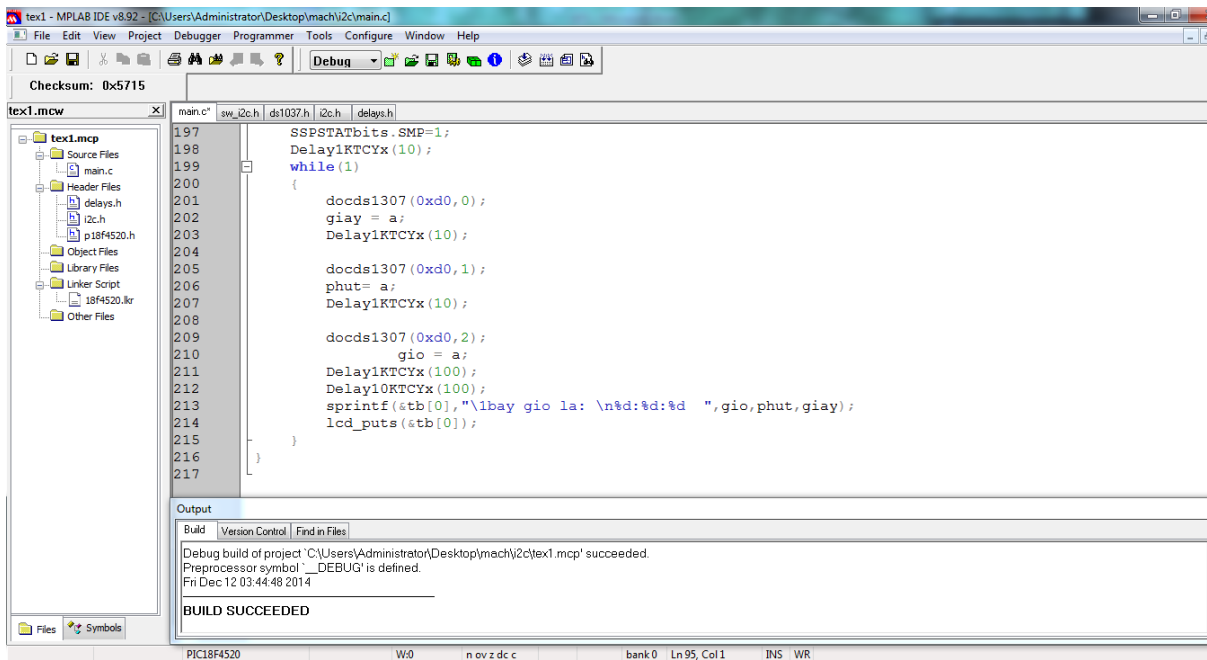 tex1 - MPLAB IDE v8.92 - [C:\Users\Administrator\Desktop\mach\i2c\main.c]
File Edit View Project Debugger Programmer Tools Configure Window Help
Debug
Checksum: 0x5715
tex1.mcw
tex1.mcp
Source Files
main.c
Header Files
delays.h
i2c.h
p18f4520.h
Object Files
Library Files
Linker Script
18f4520.lkr
Other Files
Files Symbols
main.c* sw_i2c.h ds1037.h i2c.h delays.h
197 SSPSTATbits.SMP=1;
198 Delay1KTCYx(10);
199 while(1)
200 {
201 docds1307(0xd0,0);
202 giay = a;
203 Delay1KTCYx(10);
204
205 docds1307(0xd0,1);
206 phut= a;
207 Delay1KTCYx(10);
208
209 docds1307(0xd0,2);
210 gio = a;
211 Delay1KTCYx(100);
212 Delay10KTCYx(100);
213 sprintf(&tb[0],"\1bay gio la: \n%d:%d:%d  ",gio,phut,giay);
214 lcd_puts(&tb[0]);
215 }
216 }
217
Output
Build Version Control Find in Files
Debug build of project `C:\Users\Administrator\Desktop\mach\i2c\tex1.mcp' succeeded.
Preprocessor symbol `__DEBUG' is defined.
Fri Dec 12 03:44:48 2014
BUILD SUCCEEDED
PIC18F4520 W:0 n ov z dc c bank 0 Ln 95, Col 1 INS WR